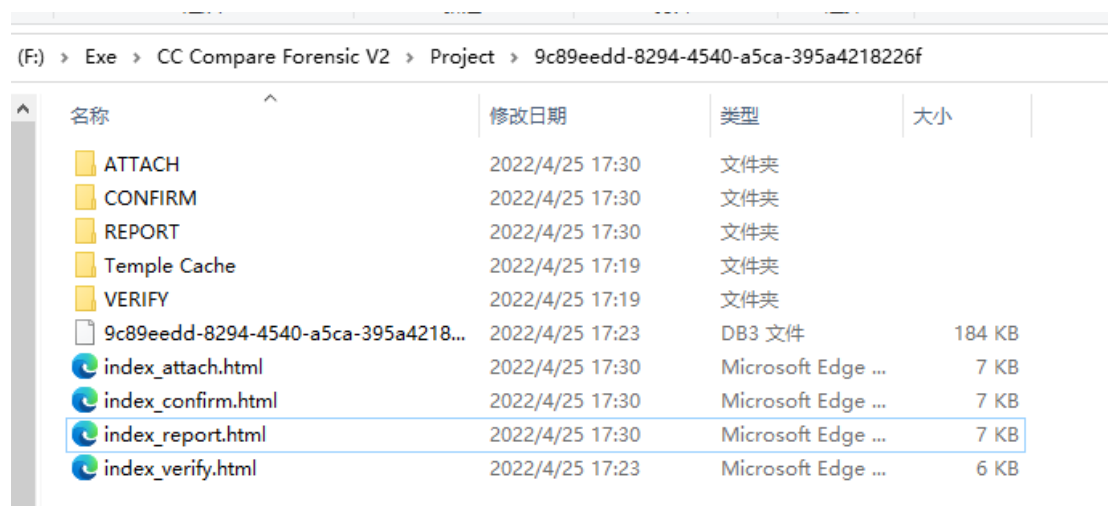 (F:) > Exe > CC Compare Forensic V2 > Project > 9c89eedd-8294-4540-a5ca-395a4218226f
名称 修改日期 类型 大小
ATTACH 2022/4/25 17:30 文件夹
CONFIRM 2022/4/25 17:30 文件夹
REPORT 2022/4/25 17:30 文件夹
Temple Cache 2022/4/25 17:19 文件夹
VERIFY 2022/4/25 17:19 文件夹
9c89eedd-8294-4540-a5ca-395a4218... 2022/4/25 17:23 DB3 文件 184 KB
index_attach.html 2022/4/25 17:30 Microsoft Edge ... 7 KB
index_confirm.html 2022/4/25 17:30 Microsoft Edge ... 7 KB
index_report.html 2022/4/25 17:30 Microsoft Edge ... 7 KB
index_verify.html 2022/4/25 17:23 Microsoft Edge ... 6 KB